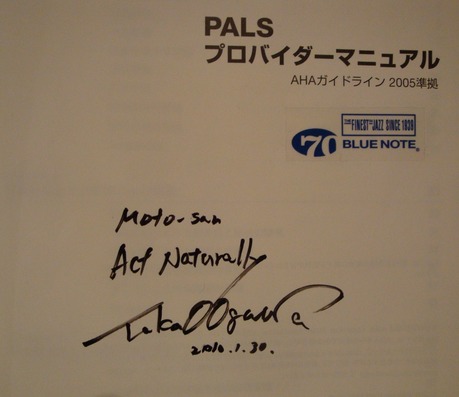 PALS
プロバイダーマニュアル
AHAガイドライン 2005準拠
THE FINEST IN JAZZ SINCE 1939
70 BLUE NOTE®
Moto-san
Act Naturally
Taka Ogawa
2010.1.30.